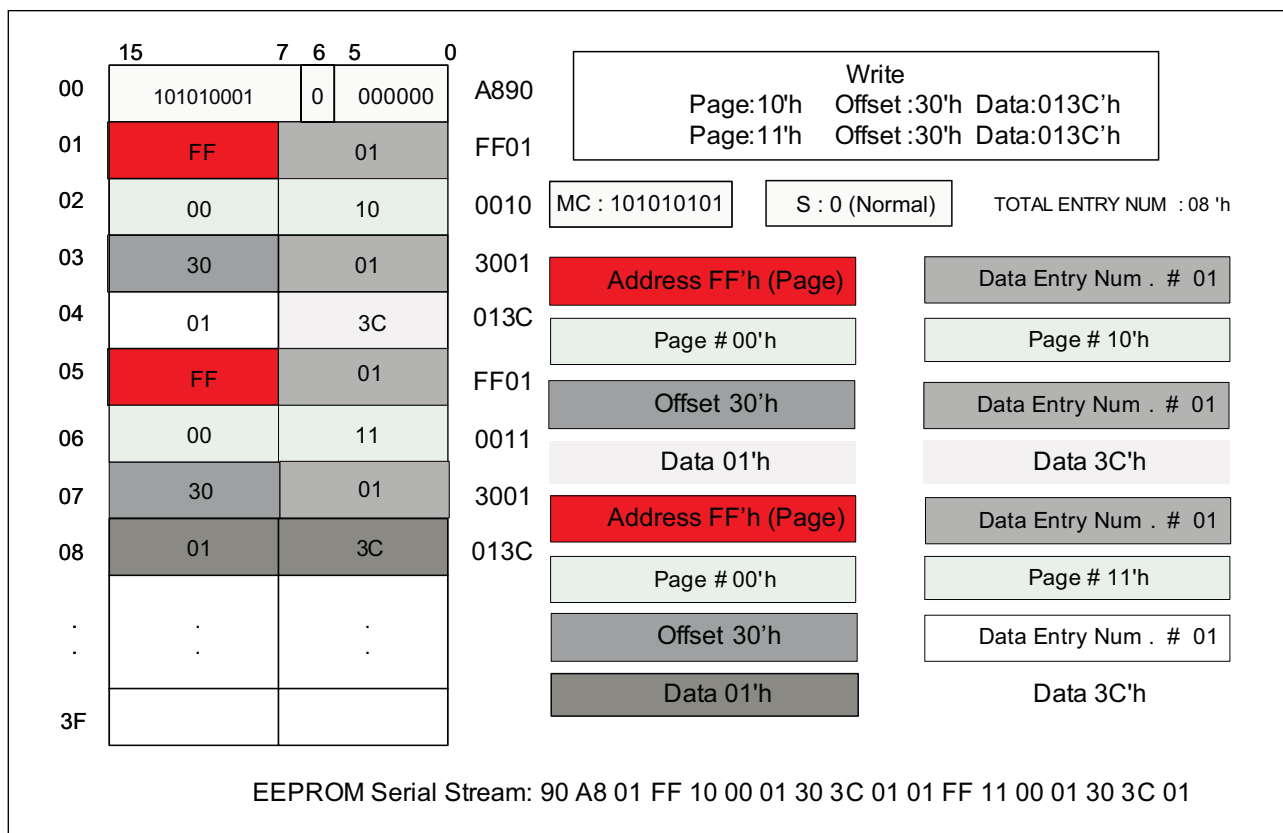 15 7 6 5 0
00 101010001 0 000000 A890
01 FF 01 FF01
02 00 10 0010
03 30 01 3001
04 01 3C 013C
05 FF 01 FF01
06 00 11 0011
07 30 01 3001
08 01 3C 013C
. . .
. . .
3F
Write
Page:10'h Offset :30'h Data:013C'h
Page:11'h Offset :30'h Data:013C'h
MC : 101010101 S : 0 (Normal) TOTAL ENTRY NUM : 08 'h
Address FF'h (Page) Data Entry Num . # 01
Page # 00'h Page # 10'h
Offset 30'h Data Entry Num . # 01
Data 01'h Data 3C'h
Address FF'h (Page) Data Entry Num . # 01
Page # 00'h Page # 11'h
Offset 30'h Data Entry Num . # 01
Data 01'h Data 3C'h
EEPROM Serial Stream: 90 A8 01 FF 10 00 01 30 3C 01 01 FF 11 00 01 30 3C 01